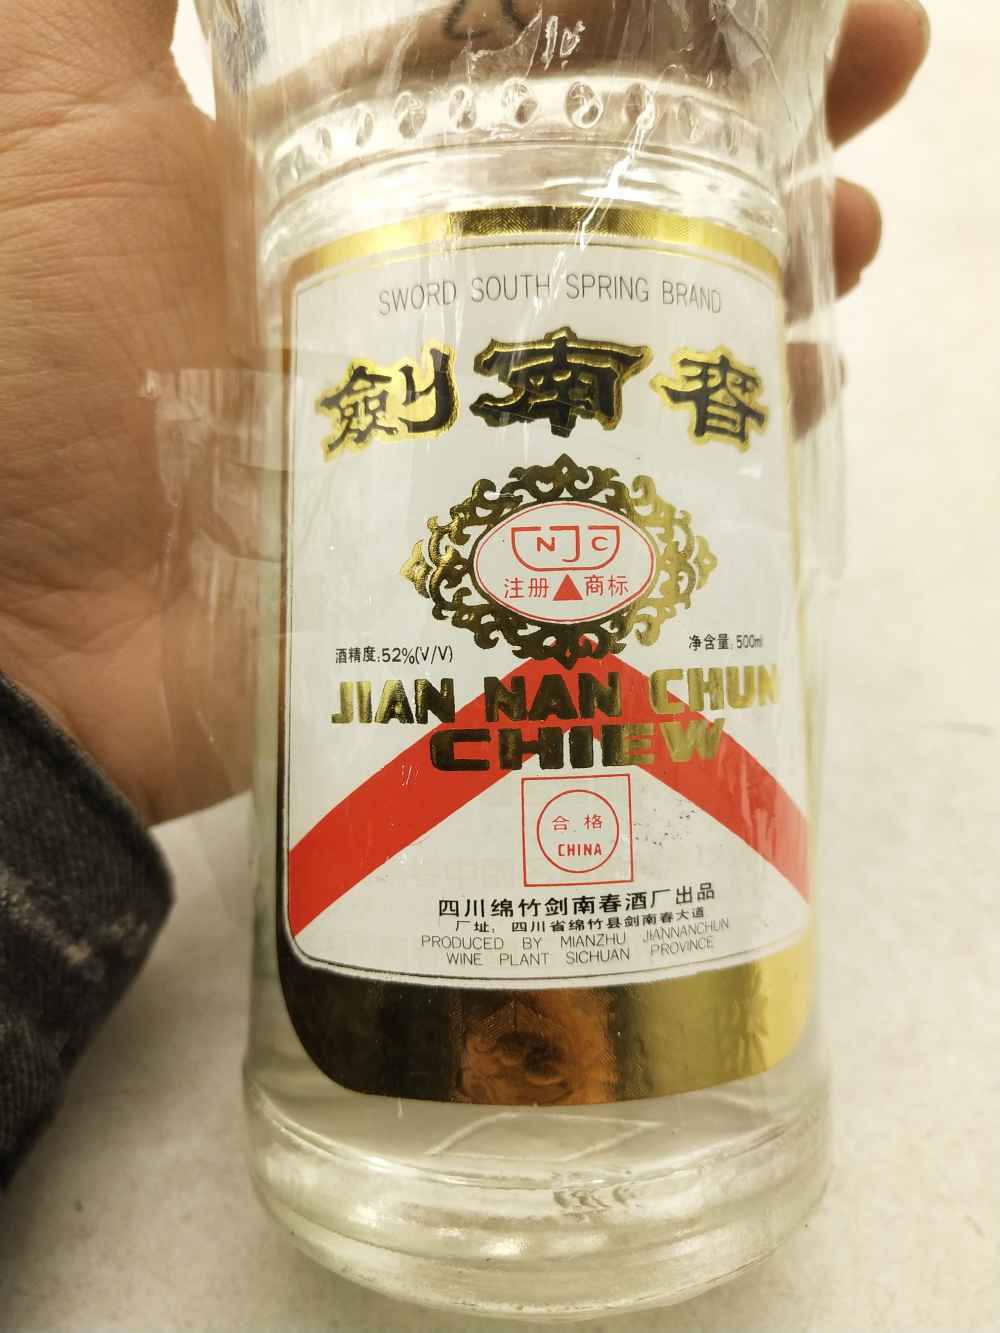 SWORD SOUTH SPRING BRAND
劍南春
NJC
注册 商标
酒精度:52%(V/V)
净含量:500ml
JIAN NAN CHUN
CHIEW
合格
CHINA
四川绵竹剑南春酒厂出品
厂址:四川省绵竹县剑南春大道
PRODUCED BY MIANZHU JIANNANCHUN
WINE PLANT SICHUAN PROVINCE